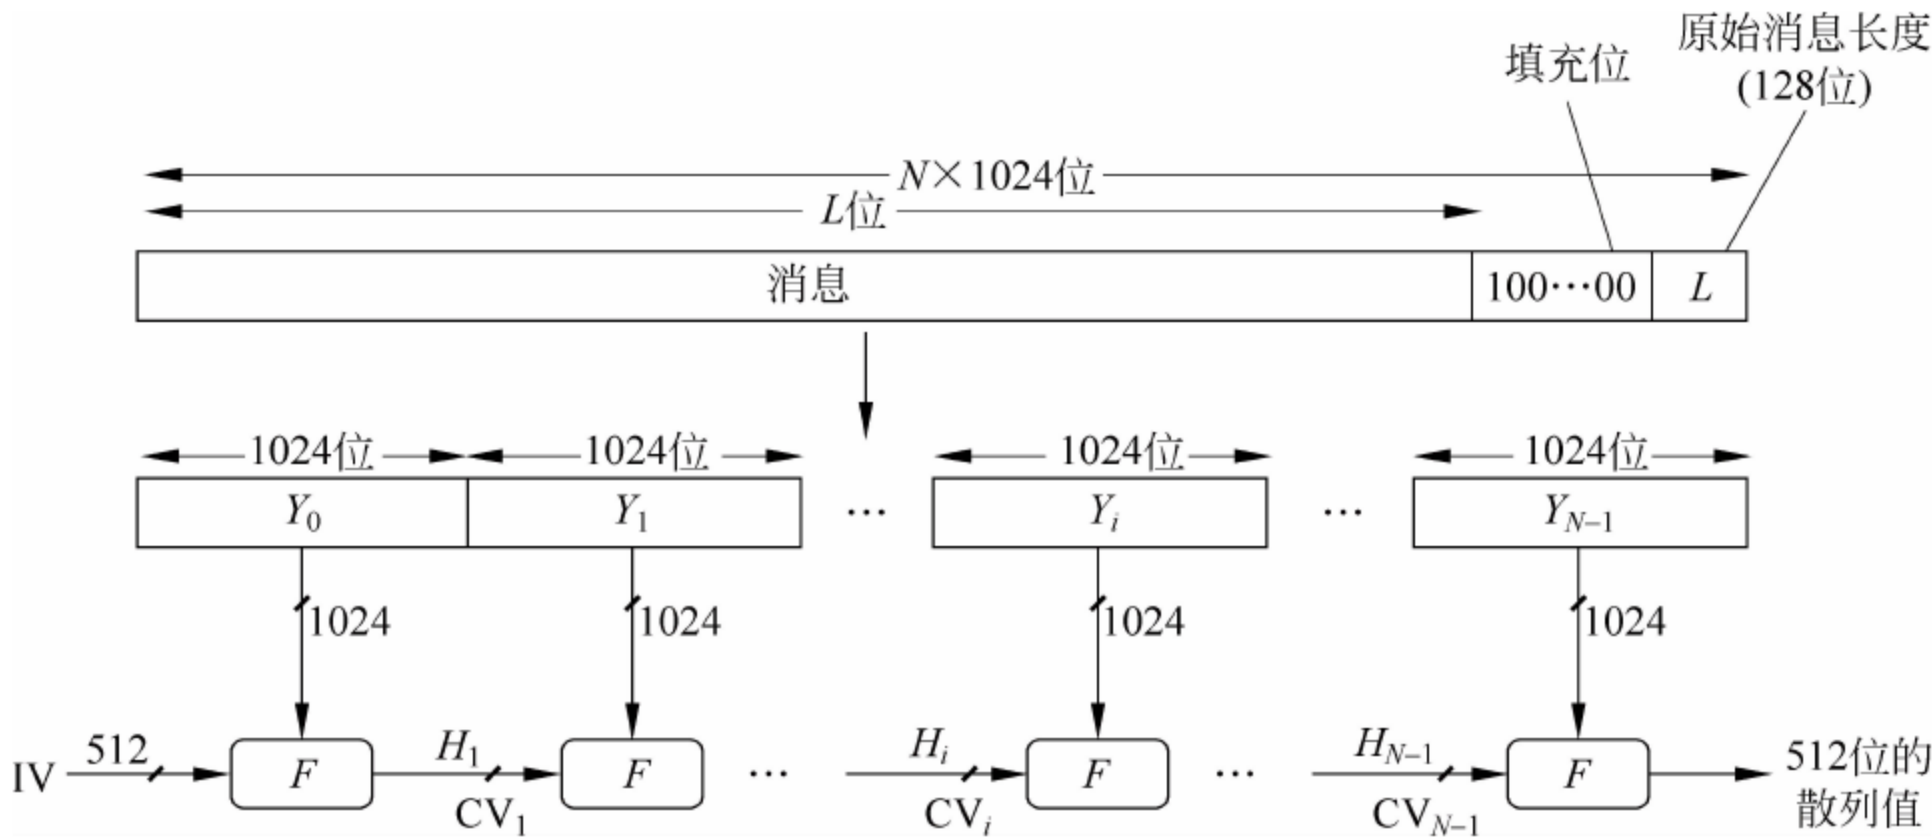 原始消息长度
(128位)
填充位
N×1024位
L位
消息
100…00
L
1024位
1024位
1024位
1024位
Y₀
Y₁
…
Yᵢ
…
Y_{N−1}
1024
1024
1024
1024
IV
512
F
H₁
CV₁
F
…
Hᵢ
CVᵢ
F
…
H_{N−1}
CV_{N−1}
F
512位的
散列值